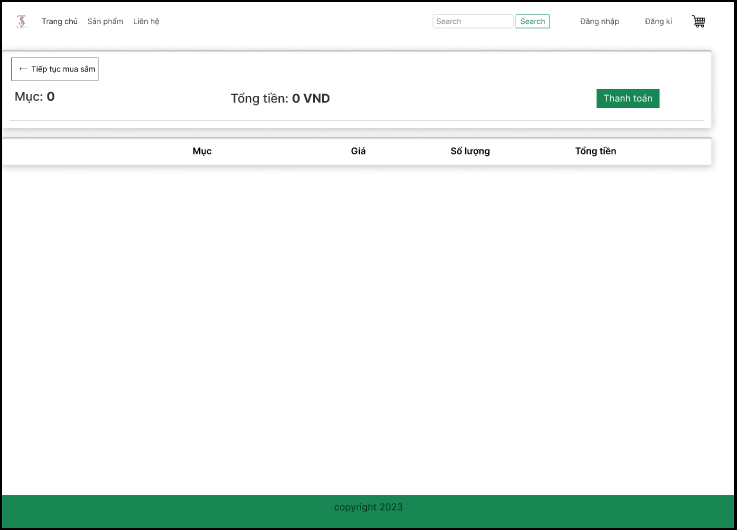 Trang chủ Sản phẩm Liên hệ Search Search Đăng nhập Đăng kí
← Tiếp tục mua sắm
Mục: 0 Tổng tiền: 0 VND Thanh toán
Mục Giá Số lượng Tổng tiền
copyright 2023